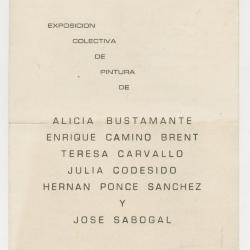 EXPOSICION
COLECTIVA
DE
PINTURA
DE
ALICIA BUSTAMANTE
ENRIQUE CAMINO BRENT
TERESA CARVALLO
JULIA CODESIDO
HERNAN PONCE SANCHEZ
Y
JOSE SABOGAL